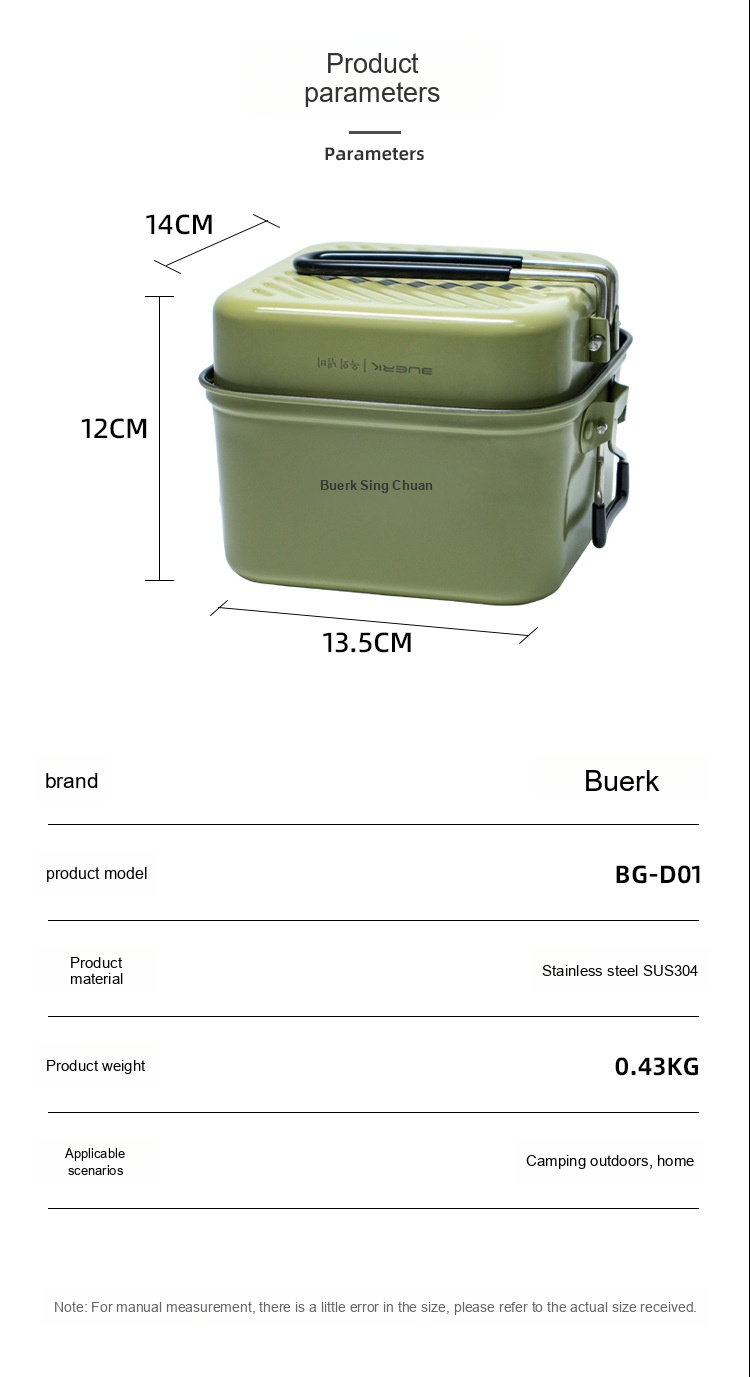 Product
parameters
Parameters
14CM
12CM
BUERK
Buerk Sing Chuan
13.5CM
brand
Buerk
product model
BG-D01
Product
material
Stainless steel SUS304
Product weight
0.43KG
Applicable
scenarios
Camping outdoors, home
Note: For manual measurement, there is a little error in the size, please refer to the actual size received.